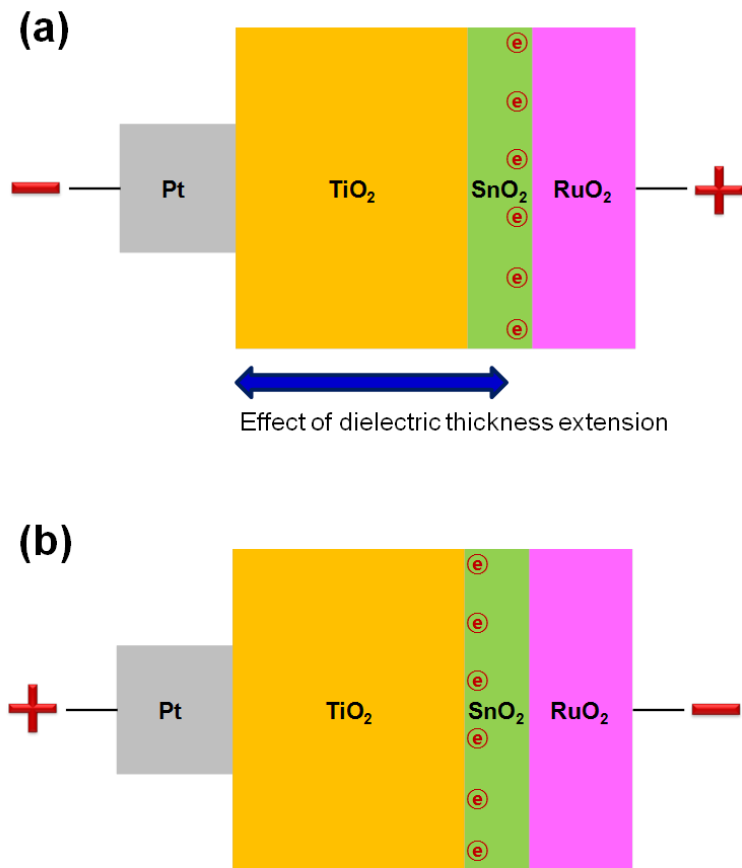 (a)
e
e
e
Pt TiO₂ SnO₂ RuO₂
e
e
e
Effect of dielectric thickness extension
(b)
e
e
e
Pt TiO₂ SnO₂ RuO₂
e
e
e